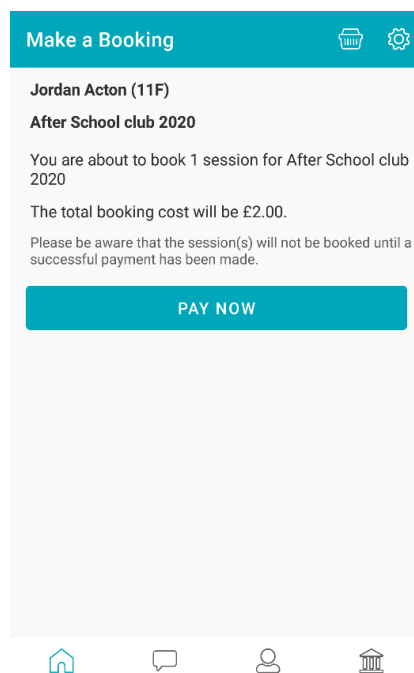 Make a Booking
Jordan Acton (11F)
After School club 2020
You are about to book 1 session for After School club
2020
The total booking cost will be £2.00.
Please be aware that the session(s) will not be booked until a
successful payment has been made.
PAY NOW